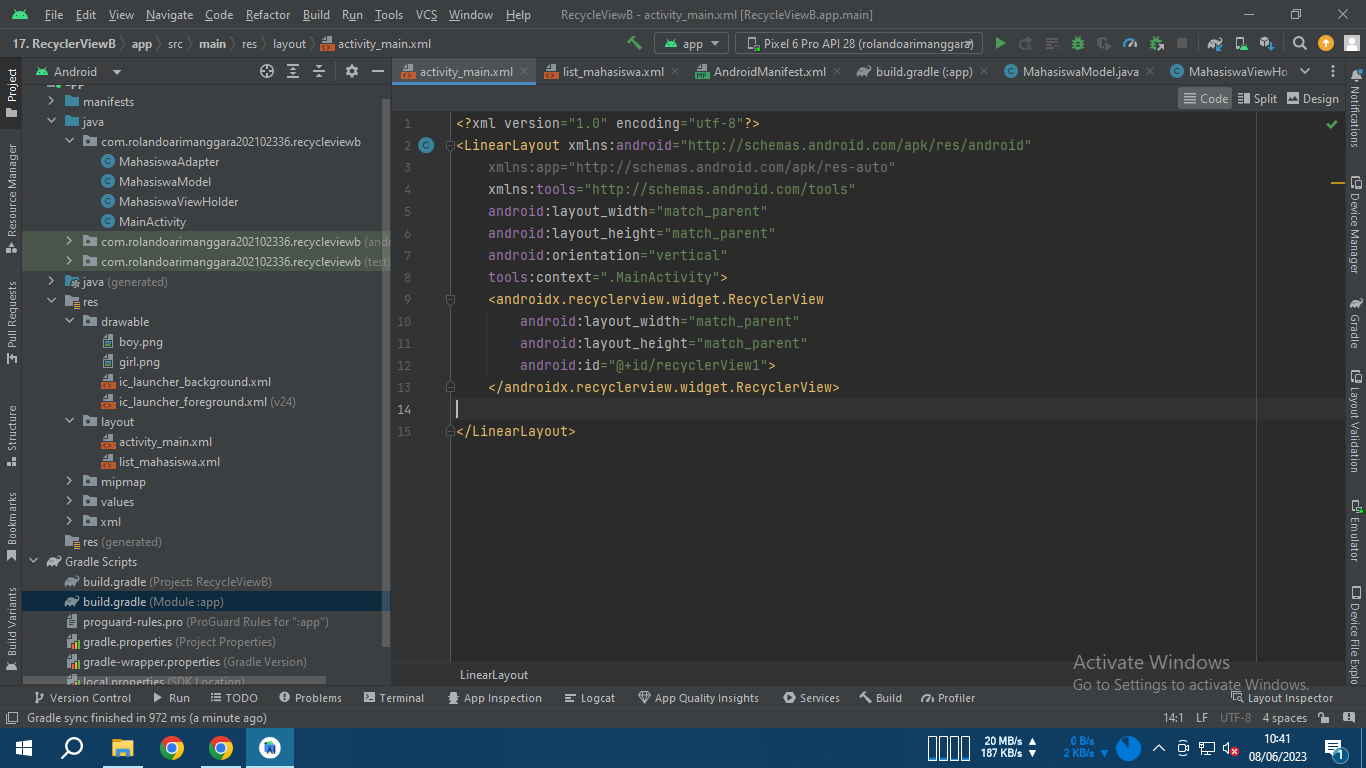 File Edit View Navigate Code Refactor Build Run Tools VCS Window Help RecycleViewB - activity_main.xml [RecycleViewB.app.main]
17. RecyclerViewB app src main res layout activity_main.xml app Pixel 6 Pro API 28 (rolandoarimanggara)
Android activity_main.xml list_mahasiswa.xml AndroidManifest.xml build.gradle (:app) MahasiswaModel.java MahasiswaViewHo
Code Split Design
Project
Resource Manager
Pull Requests
Structure
Bookmarks
Build Variants
app
manifests
java
com.rolandoarimanggara202102336.recycleviewb
MahasiswaAdapter
MahasiswaModel
MahasiswaViewHolder
MainActivity
com.rolandoarimanggara202102336.recycleviewb (and
com.rolandoarimanggara202102336.recycleviewb (test)
java (generated)
res
drawable
boy.png
girl.png
ic_launcher_background.xml
ic_launcher_foreground.xml (v24)
layout
activity_main.xml
list_mahasiswa.xml
mipmap
values
xml
res (generated)
Gradle Scripts
build.gradle (Project: RecycleViewB)
build.gradle (Module :app)
proguard-rules.pro (ProGuard Rules for ":app")
gradle.properties (Project Properties)
gradle-wrapper.properties (Gradle Version)
local.properties (SDK Location)
1 <?xml version="1.0" encoding="utf-8"?>
2 <LinearLayout xmlns:android="http://schemas.android.com/apk/res/android"
3 xmlns:app="http://schemas.android.com/apk/res-auto"
4 xmlns:tools="http://schemas.android.com/tools"
5 android:layout_width="match_parent"
6 android:layout_height="match_parent"
7 android:orientation="vertical"
8 tools:context=".MainActivity">
9 <androidx.recyclerview.widget.RecyclerView
10 android:layout_width="match_parent"
11 android:layout_height="match_parent"
12 android:id="@+id/recyclerView1">
13 </androidx.recyclerview.widget.RecyclerView>
14
15 </LinearLayout>
Notifications
Device Manager
Gradle
Layout Validation
Emulator
Device File Explo
Activate Windows
Go to Settings to activate Windows.
LinearLayout
Version Control Run TODO Problems Terminal App Inspection Logcat App Quality Insights Services Build Profiler Layout Inspector
Gradle sync finished in 972 ms (a minute ago) 14:1 LF UTF-8 4 spaces
20 MB/s 0 B/s 10:41
187 KB/s 2 KB/s 08/06/2023
1